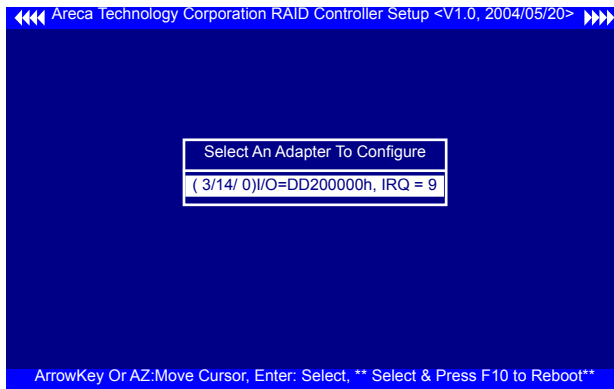 Areca Technology Corporation RAID Controller Setup <V1.0, 2004/05/20>
Select An Adapter To Configure
( 3/14/ 0)I/O=DD200000h, IRQ = 9
ArrowKey Or AZ:Move Cursor, Enter: Select, ** Select & Press F10 to Reboot**